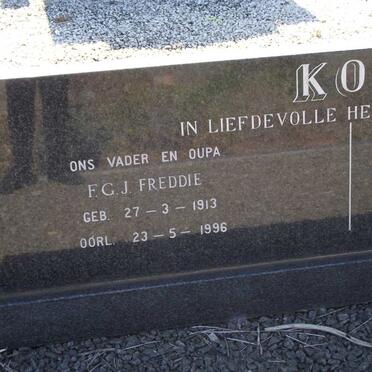 KO
IN LIEFDEVOLLE HE
ONS VADER EN OUPA
F.G.J. FREDDIE
GEB. 27-3-1913
OORL. 23-5-1996